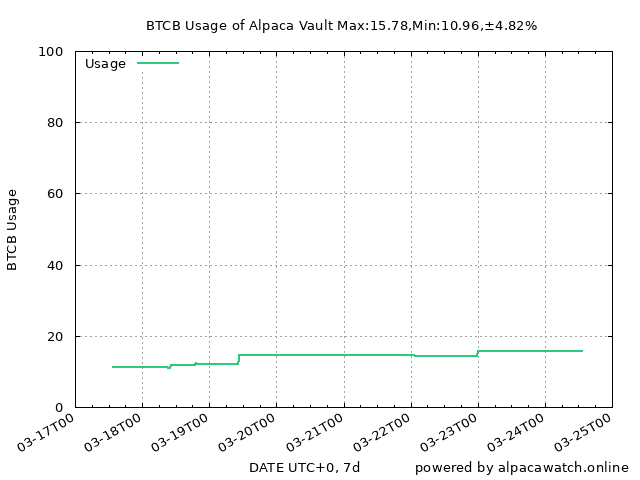 BTCB Usage of Alpaca Vault Max:15.78,Min:10.96,±4.82%
Usage
100
80
60
40
20
0
BTCB Usage
03-17T00
03-18T00
03-19T00
03-20T00
03-21T00
03-22T00
03-23T00
03-24T00
03-25T00
DATE UTC+0, 7d
powered by alpacawatch.online